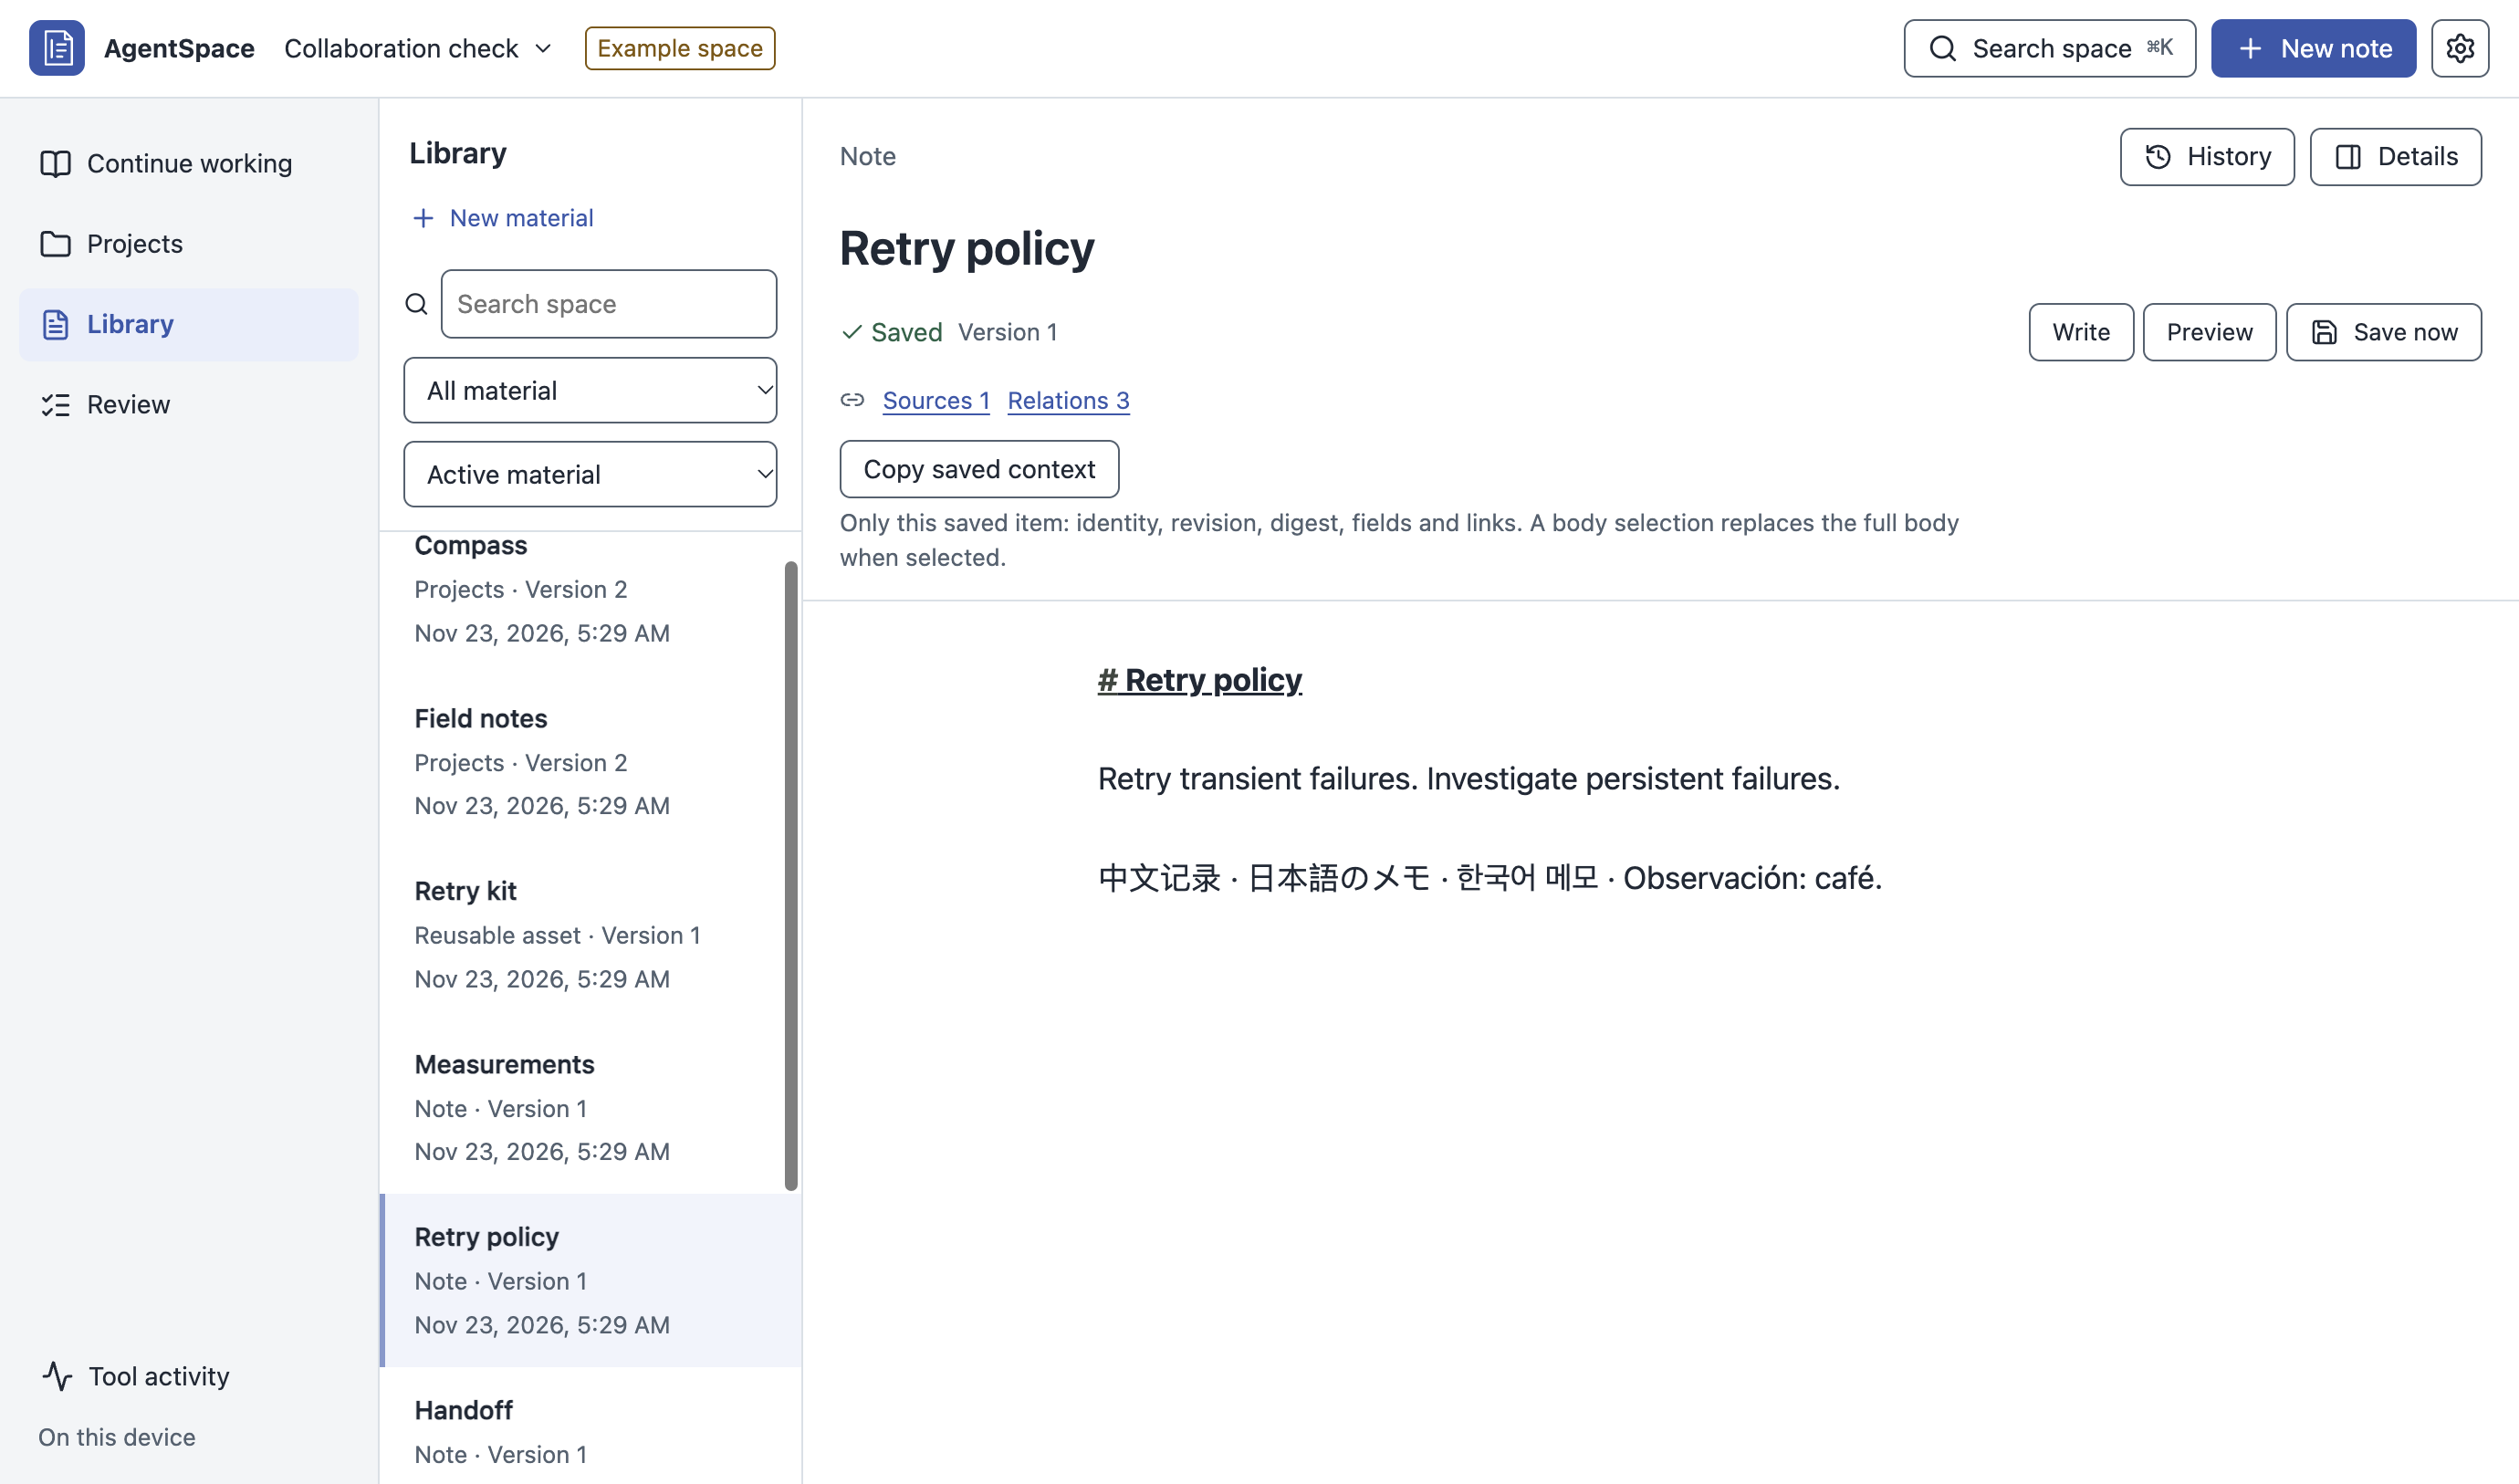 AgentSpace
Collaboration check
Example space
Search space ⌘K
New note
Continue working
Projects
Library
Review
Tool activity
On this device
Library
New material
Search space
All material
Active material
Compass
Projects · Version 2
Nov 23, 2026, 5:29 AM
Field notes
Projects · Version 2
Nov 23, 2026, 5:29 AM
Retry kit
Reusable asset · Version 1
Nov 23, 2026, 5:29 AM
Measurements
Note · Version 1
Nov 23, 2026, 5:29 AM
Retry policy
Note · Version 1
Nov 23, 2026, 5:29 AM
Handoff
Note · Version 1
Note
History
Details
Retry policy
Saved Version 1
Write
Preview
Save now
Sources 1 Relations 3
Copy saved context
Only this saved item: identity, revision, digest, fields and links. A body selection replaces the full body
when selected.
# Retry policy
Retry transient failures. Investigate persistent failures.
中文记录 · 日本語のメモ · 한국어 메모 · Observación: café.